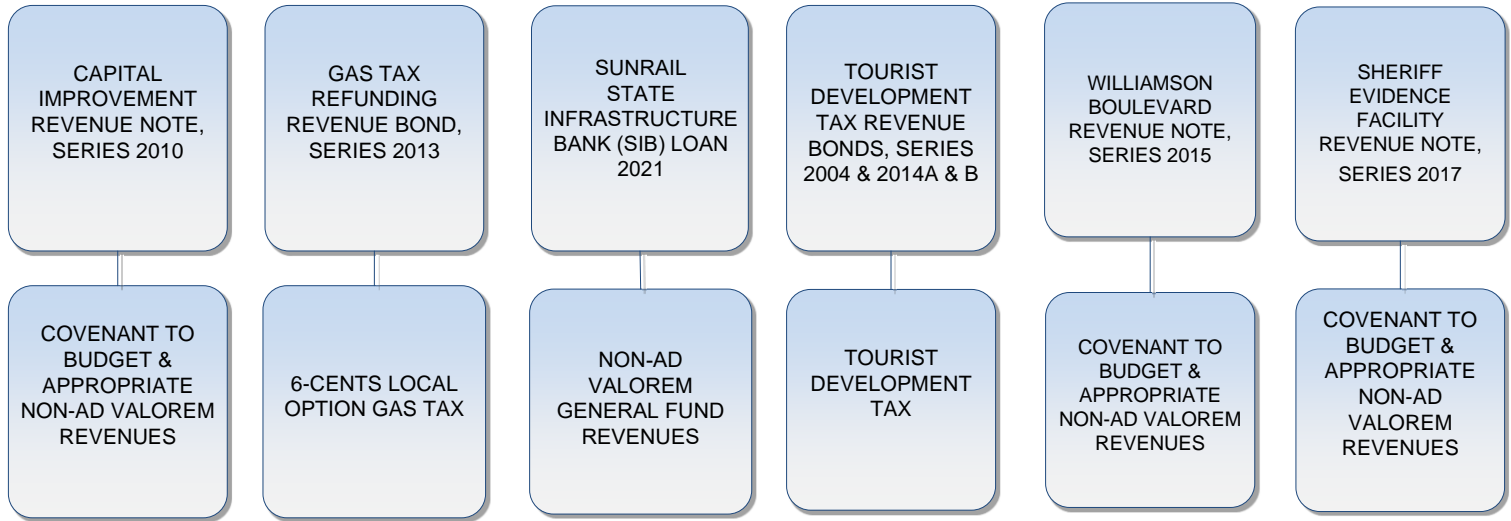 CAPITAL
IMPROVEMENT
REVENUE NOTE,
SERIES 2010
GAS TAX
REFUNDING
REVENUE BOND,
SERIES 2013
SUNRAIL
STATE
INFRASTRUCTURE
BANK (SIB) LOAN
2021
TOURIST
DEVELOPMENT
TAX REVENUE
BONDS, SERIES
2004 & 2014A & B
WILLIAMSON
BOULEVARD
REVENUE NOTE,
SERIES 2015
SHERIFF
EVIDENCE
FACILITY
REVENUE NOTE,
SERIES 2017
COVENANT TO
BUDGET &
APPROPRIATE
NON-AD VALOREM
REVENUES
6-CENTS LOCAL
OPTION GAS TAX
NON-AD
VALOREM
GENERAL FUND
REVENUES
TOURIST
DEVELOPMENT
TAX
COVENANT TO
BUDGET &
APPROPRIATE
NON-AD VALOREM
REVENUES
COVENANT TO
BUDGET &
APPROPRIATE
NON-AD
VALOREM
REVENUES